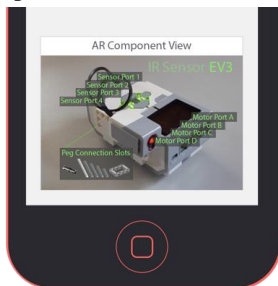 AR Component View
IR Sensor EV3
Sensor Port 1
Sensor Port 2
Sensor Port 3
Sensor Port 4
Motor Port A
Motor Port B
Motor Port C
Motor Port D
Peg Connection Slots